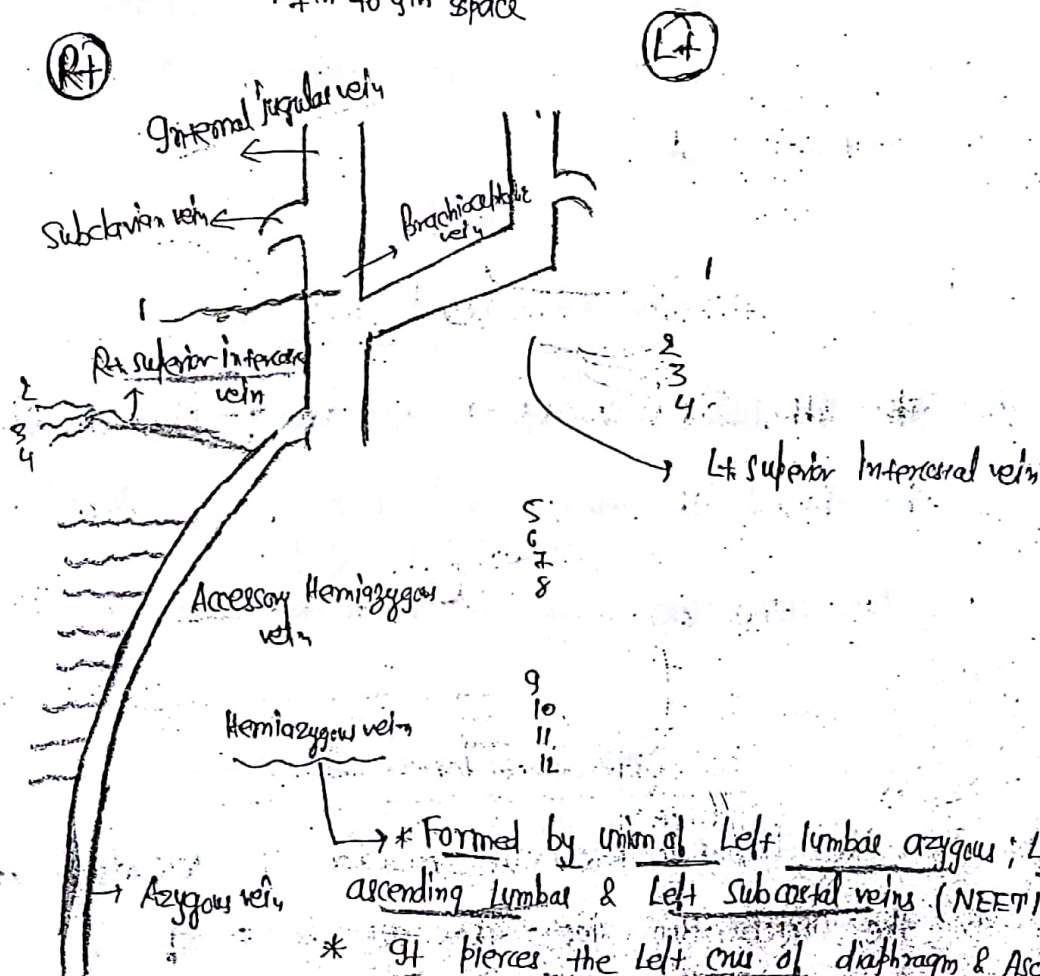 to 9th space
Rt
Lt
Internal jugular vein
Subclavian vein
Brachiocephalic
vein
1
1
Rt superior intercos
vein
2
3
4
2
3
4
Lt superior Intercostal vein
5
6
7
8
Accessory Hemiazygous
vein
9
10
11
12
Hemiazygous vein
* Formed by union of Left lumbar azygous ; L
Azygous vein
ascending lumbar & Left subcostal veins (NEET
* It pierces the Left crus of diaphragm & Asc